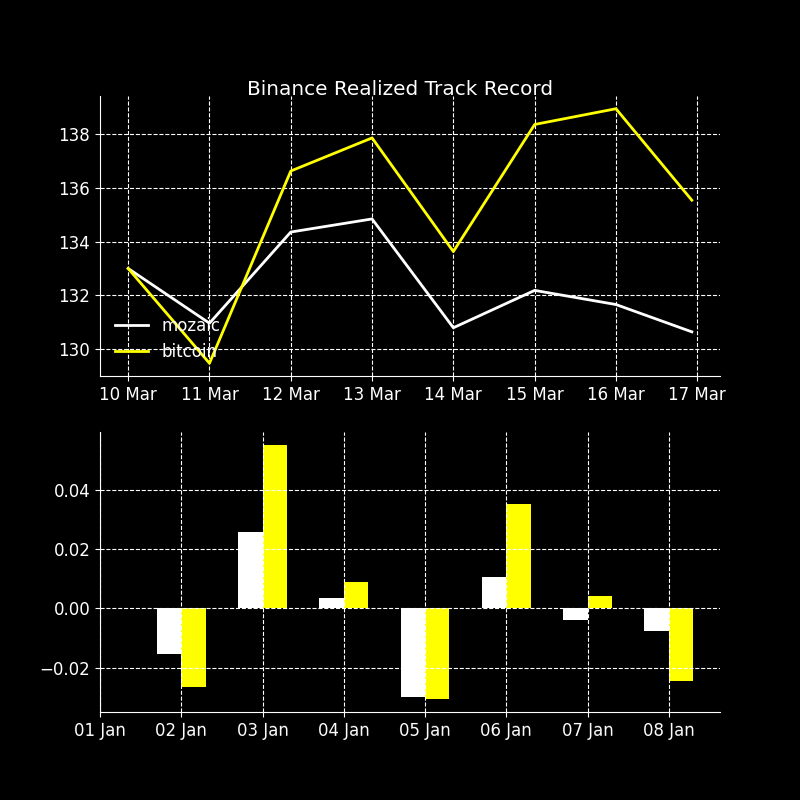 Binance Realized Track Record
138
136
134
132
130
mozaic
bitcoin
10 Mar 11 Mar 12 Mar 13 Mar 14 Mar 15 Mar 16 Mar 17 Mar
0.04
0.02
0.00
−0.02
01 Jan 02 Jan 03 Jan 04 Jan 05 Jan 06 Jan 07 Jan 08 Jan